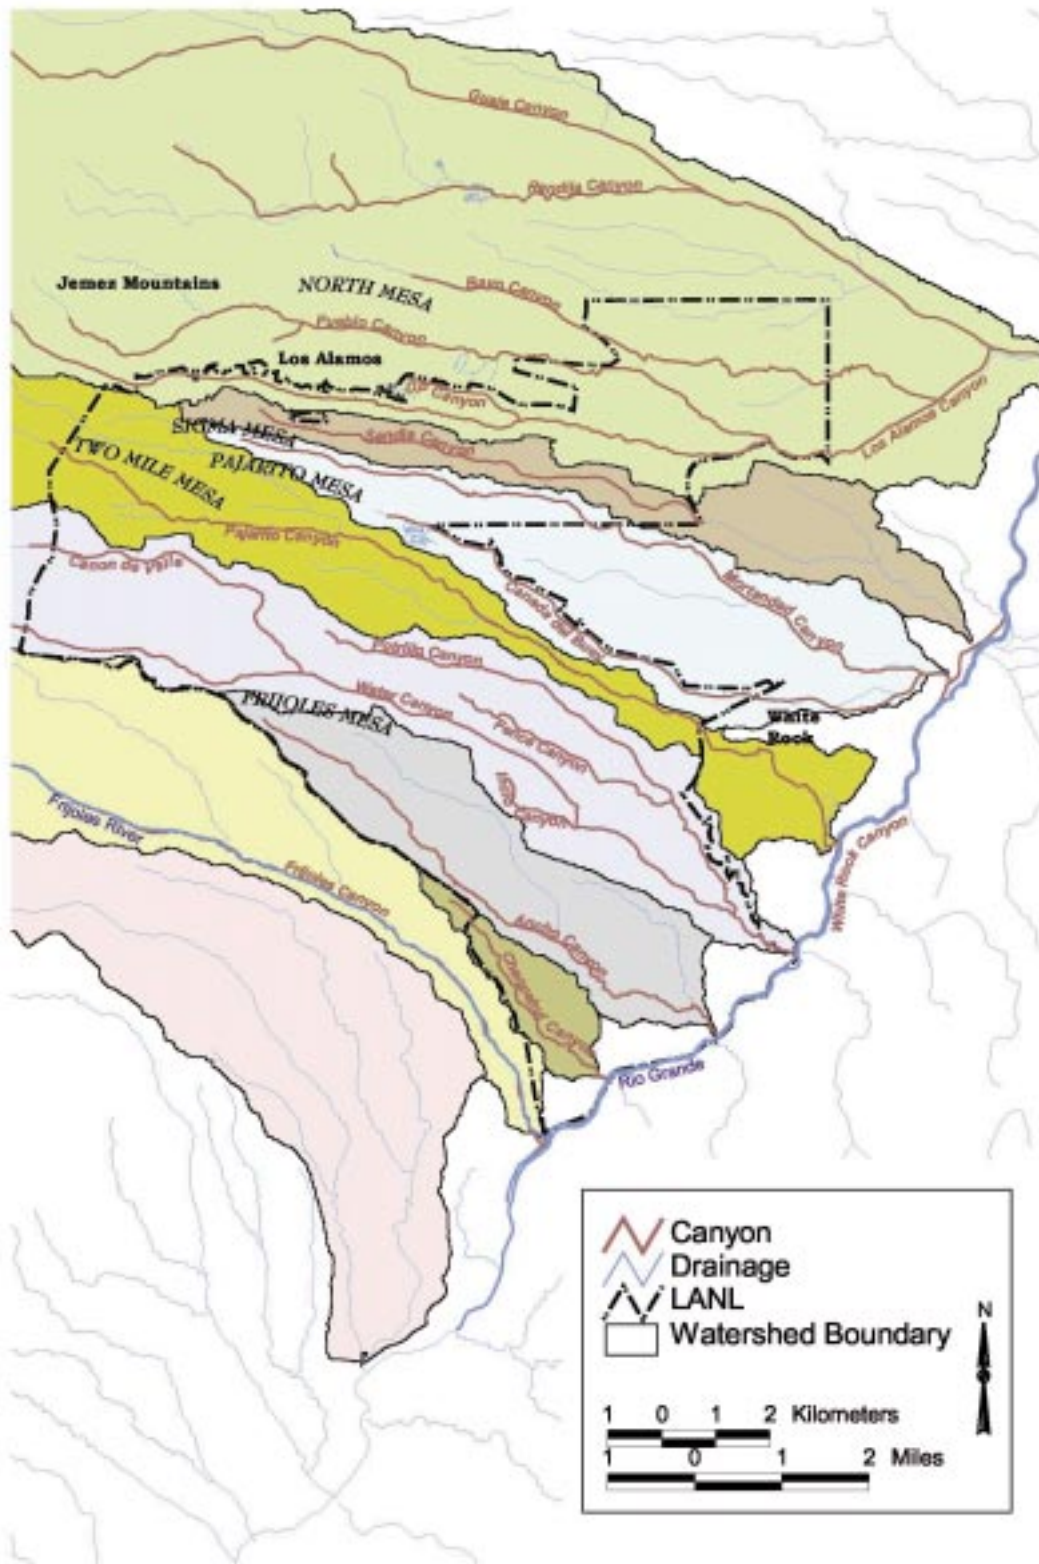 Guaje Canyon
Rendija Canyon
Jemez Mountains
NORTH MESA
Bayo Canyon
Pueblo Canyon
Los Alamos
DP Canyon
Los Alamos Canyon
SIGMA MESA
Sandia Canyon
TWO MILE MESA
PAJARITO MESA
Pajarito Canyon
Canon de Valle
Mortandad Canyon
Canada del Buey
Potrillo Canyon
Water Canyon
FRIJOLES MESA
Fence Canyon
White
Rock
Canyon
Frijoles River
Frijoles Canyon
White Rock Canyon
Ancho Canyon
Chaquehui Canyon
Rio Grande
Canyon
Drainage
LANL
Watershed Boundary
N
1 0 1 2 Kilometers
1 0 1 2 Miles